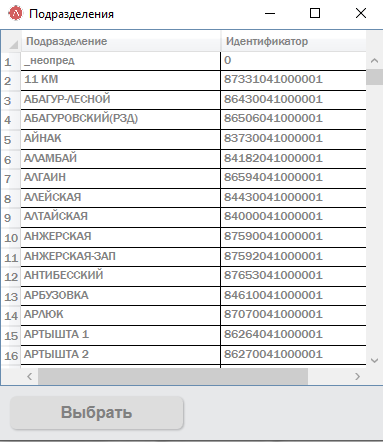 Подразделения
Подразделение Идентификатор
1 _неопред 0
2 11 КМ 87331041000001
3 АБАГУР-ЛЕСНОЙ 86430041000001
4 АБАГУРОВСКИЙ(РЗД) 86506041000001
5 АЙНАК 83730041000001
6 АЛАМБАЙ 84182041000001
7 АЛГАИН 86594041000001
8 АЛЕЙСКАЯ 84430041000001
9 АЛТАЙСКАЯ 84000041000001
10 АНЖЕРСКАЯ 87590041000001
11 АНЖЕРСКАЯ-ЗАП 87592041000001
12 АНТИБЕССКИЙ 87653041000001
13 АРБУЗОВКА 84610041000001
14 АРЛЮК 87070041000001
15 АРТЫШТА 1 86264041000001
16 АРТЫШТА 2 86270041000001
Выбрать